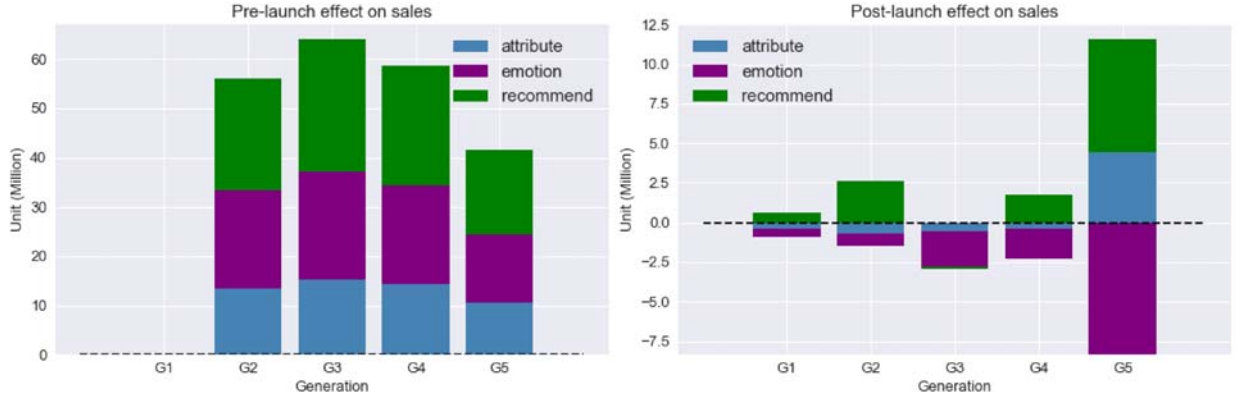 Pre-launch effect on sales
60
50
40
30
20
10
0
Unit (Million)
attribute
emotion
recommend
G1 G2 G3 G4 G5
Generation
Post-launch effect on sales
12.5
10.0
7.5
5.0
2.5
0.0
−2.5
−5.0
−7.5
Unit (Million)
attribute
emotion
recommend
G1 G2 G3 G4 G5
Generation